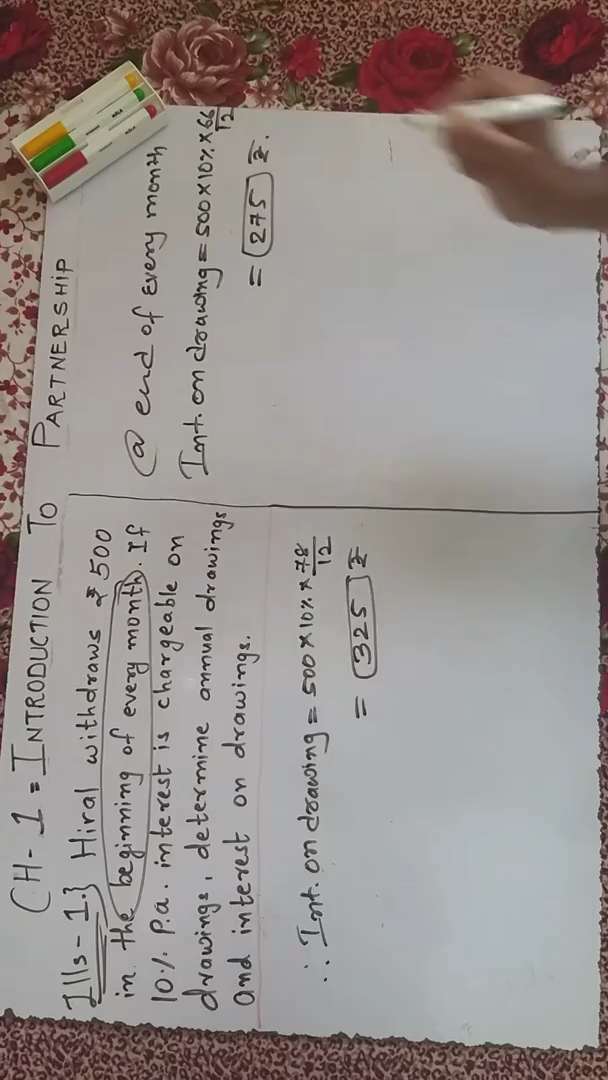 CH-1 = INTRODUCTION TO PARTNERSHIP
Ills-1.} Hiral withdraws ₹500
in the beginning of every month. If
10% p.a. interest is chargeable on
drawings, determine annual drawings
and interest on drawings.
∴ Int. on drawing = 500 × 10% × 78/12
= 325 ₹
@ end of every month
Int. on drawing = 500 × 10% × 66/12
= 275 ₹.